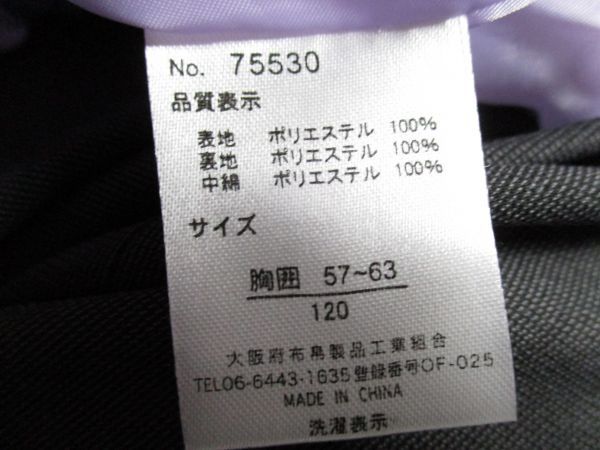 No. 75530
品質表示
表地 ポリエステル 100%
裏地 ポリエステル 100%
中綿 ポリエステル 100%
サイズ
胸囲 57~63
120
大阪府布帛製品工業組合
TEL06-6443-1635登録番号OF-025
MADE IN CHINA
洗濯表示